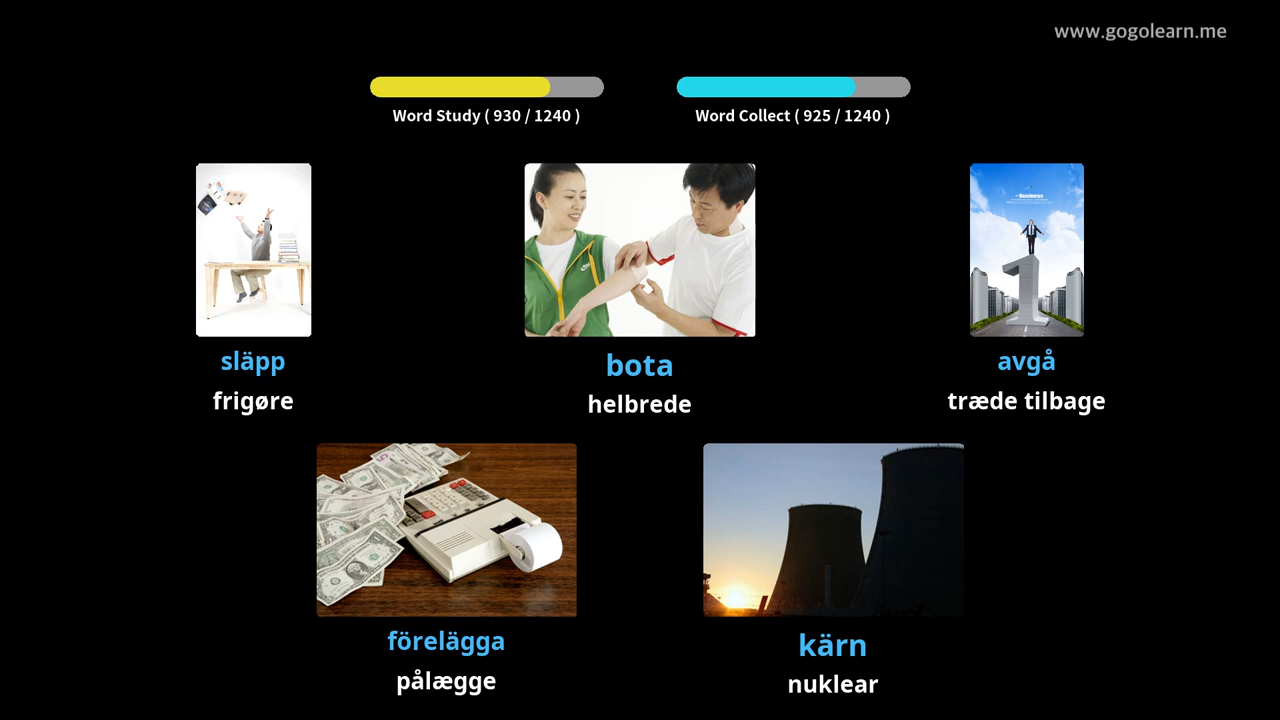 www.gogolearn.me
Word Study ( 930 / 1240 )
Word Collect ( 925 / 1240 )
Business
släpp
frigøre
bota
helbrede
avgå
træde tilbage
förelägga
pålægge
kärn
nuklear